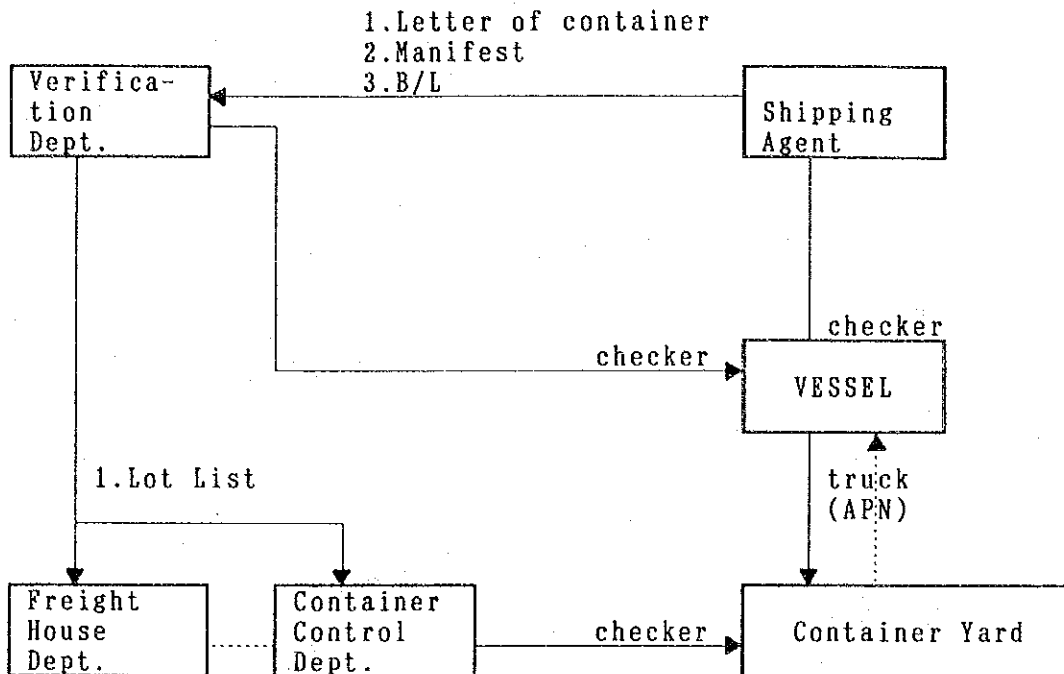 1.Letter of container
2.Manifest
3.B/L
Verifica-
tion
Dept.
Shipping
Agent
checker
checker
VESSEL
1.Lot List
truck
(APN)
Freight
House
Dept.
Container
Control
Dept.
checker
Container Yard